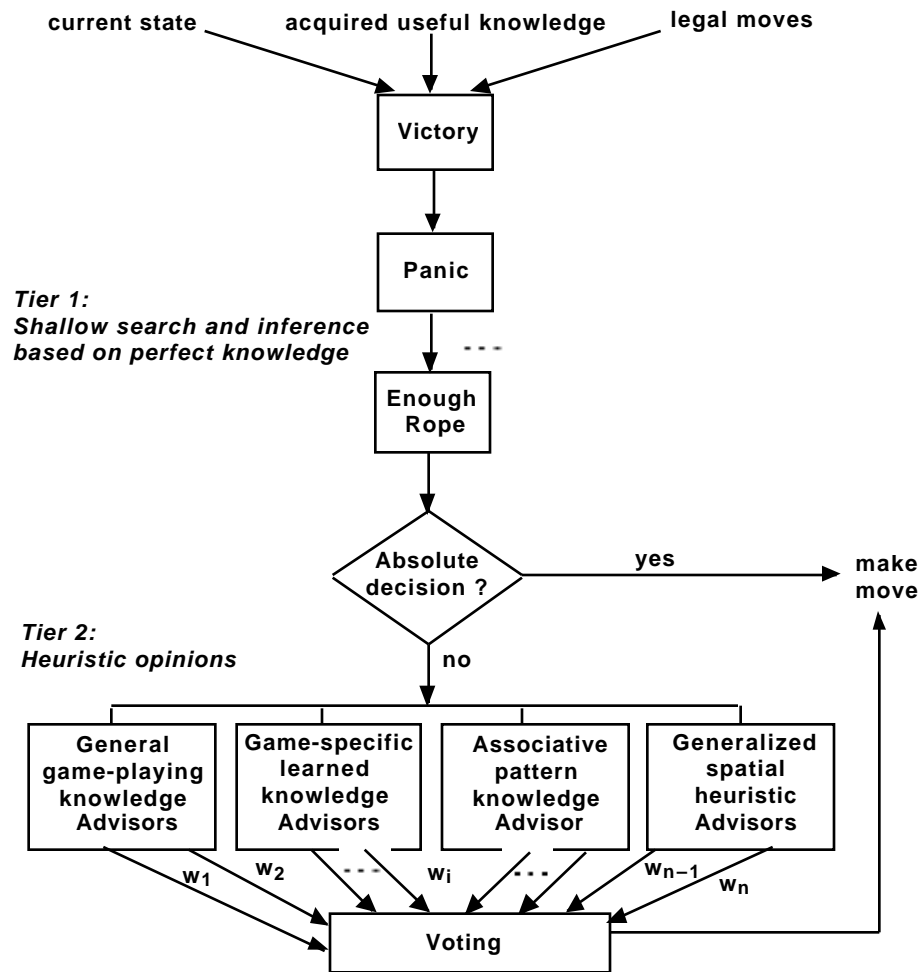 current state
acquired useful knowledge
legal moves
Victory
Panic
Tier 1:
Shallow search and inference
based on perfect knowledge
- - -
Enough
Rope
Absolute
decision ?
yes
make
move
Tier 2:
Heuristic opinions
no
General
game-playing
knowledge
Advisors
Game-specific
learned
knowledge
Advisors
Associative
pattern
knowledge
Advisor
Generalized
spatial
heuristic
Advisors
w1
w2
- - - -
wi
- - -
wn−1
wn
Voting